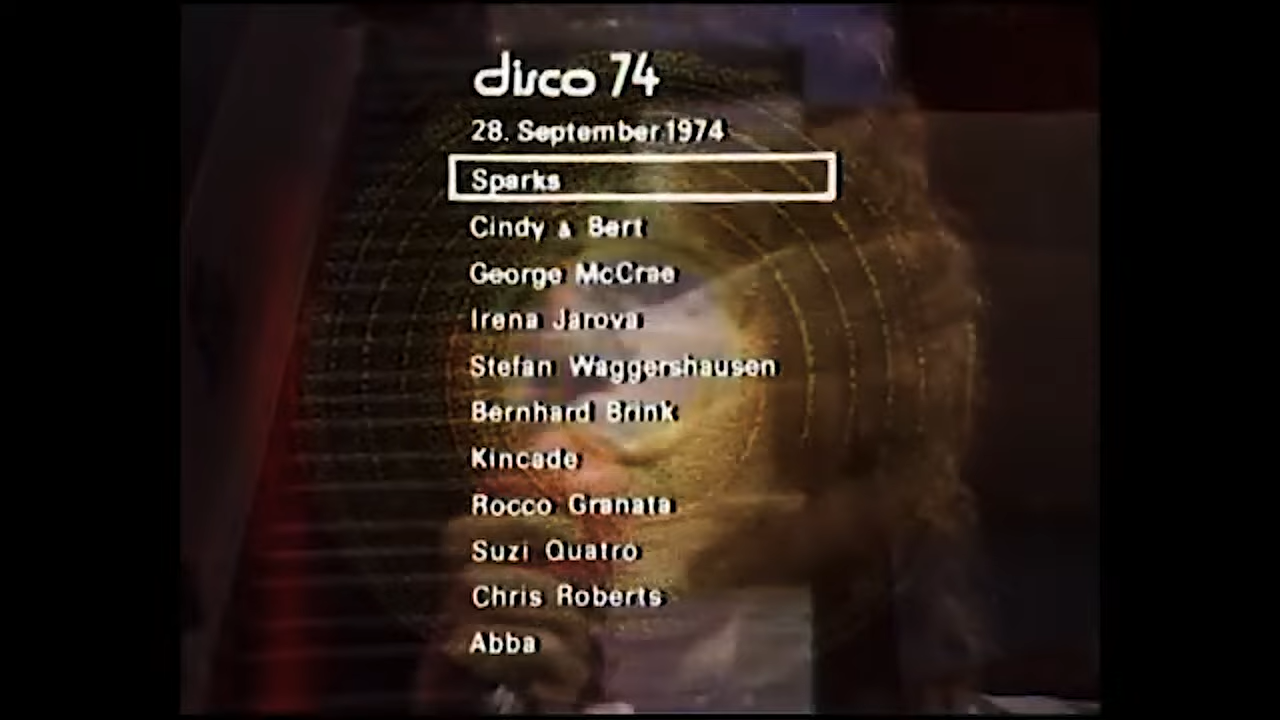 disco 74
28. September 1974
Sparks
Cindy & Bert
George McCrae
Irena Jarova
Stefan Waggershausen
Bernhard Brink
Kincade
Rocco Granata
Suzi Quatro
Chris Roberts
Abba